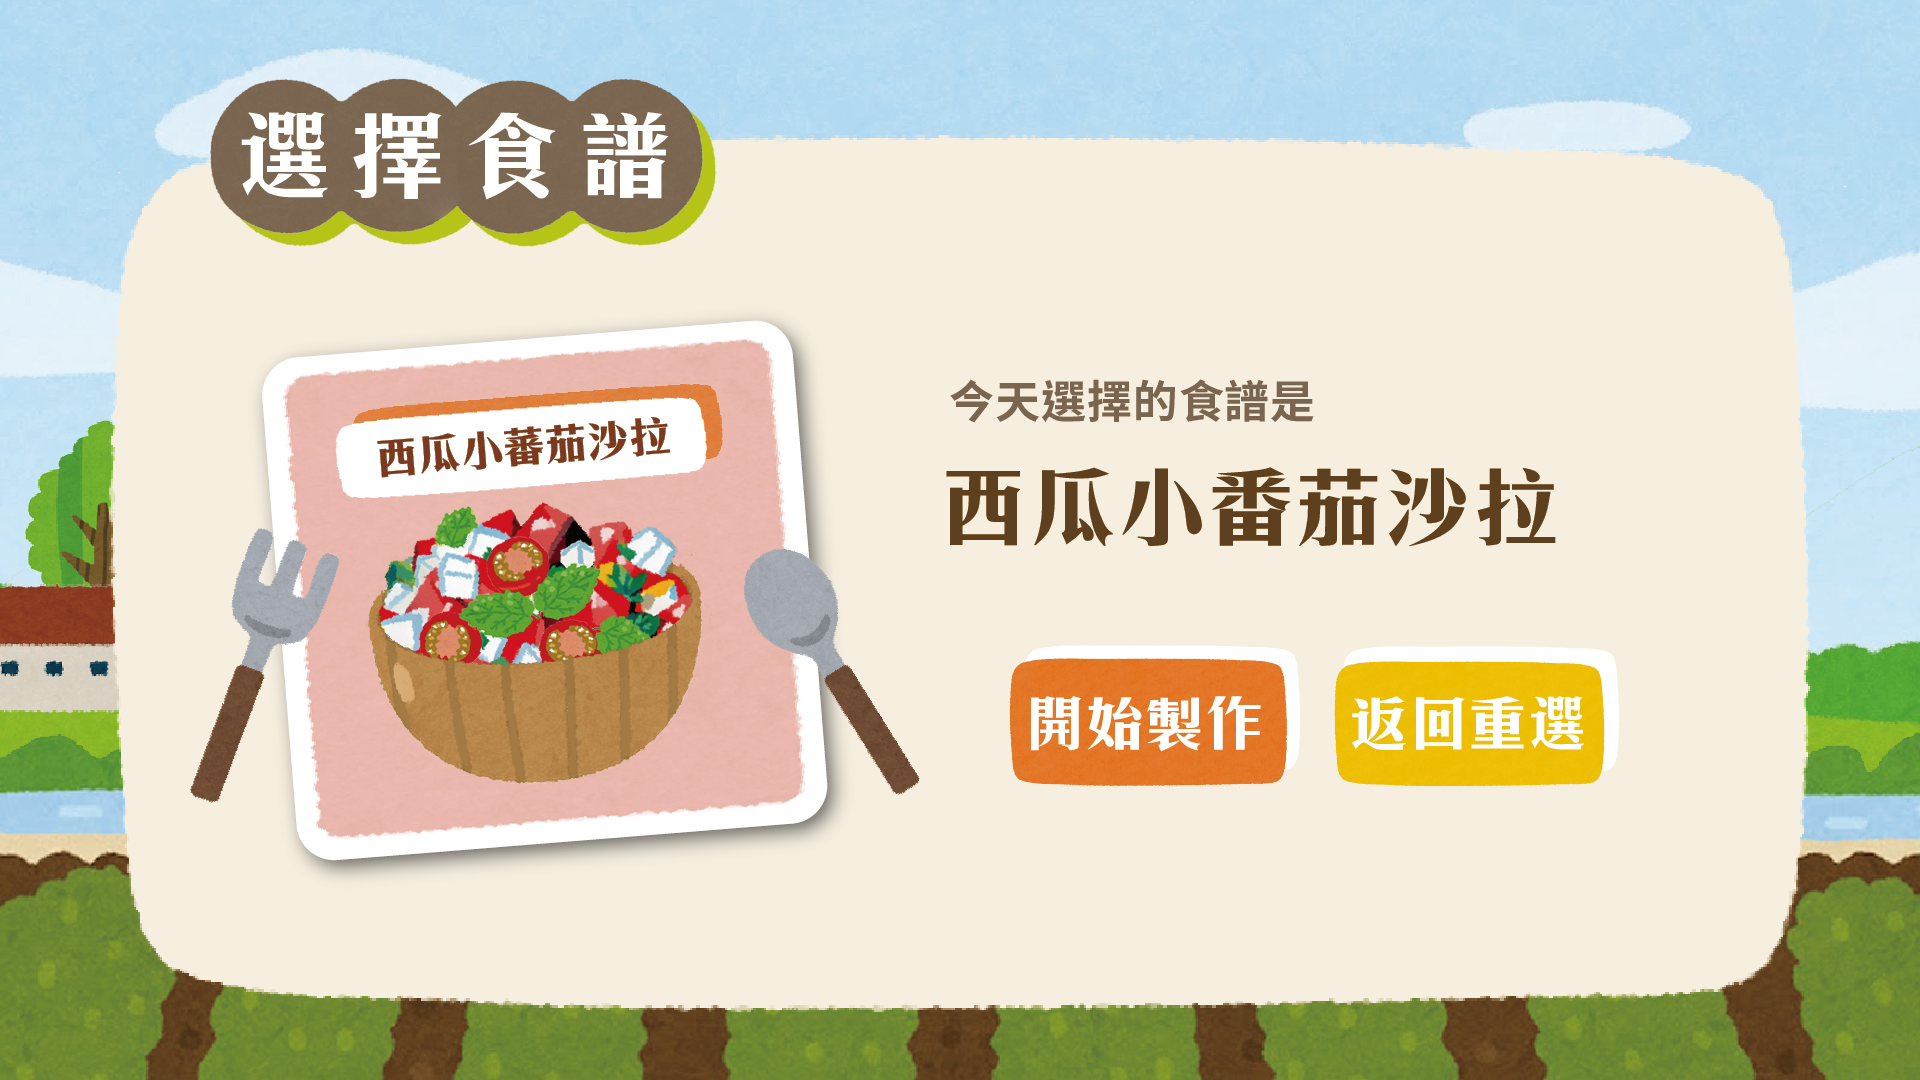 選擇食譜
西瓜小蕃茄沙拉
今天選擇的食譜是
西瓜小番茄沙拉
開始製作
返回重選